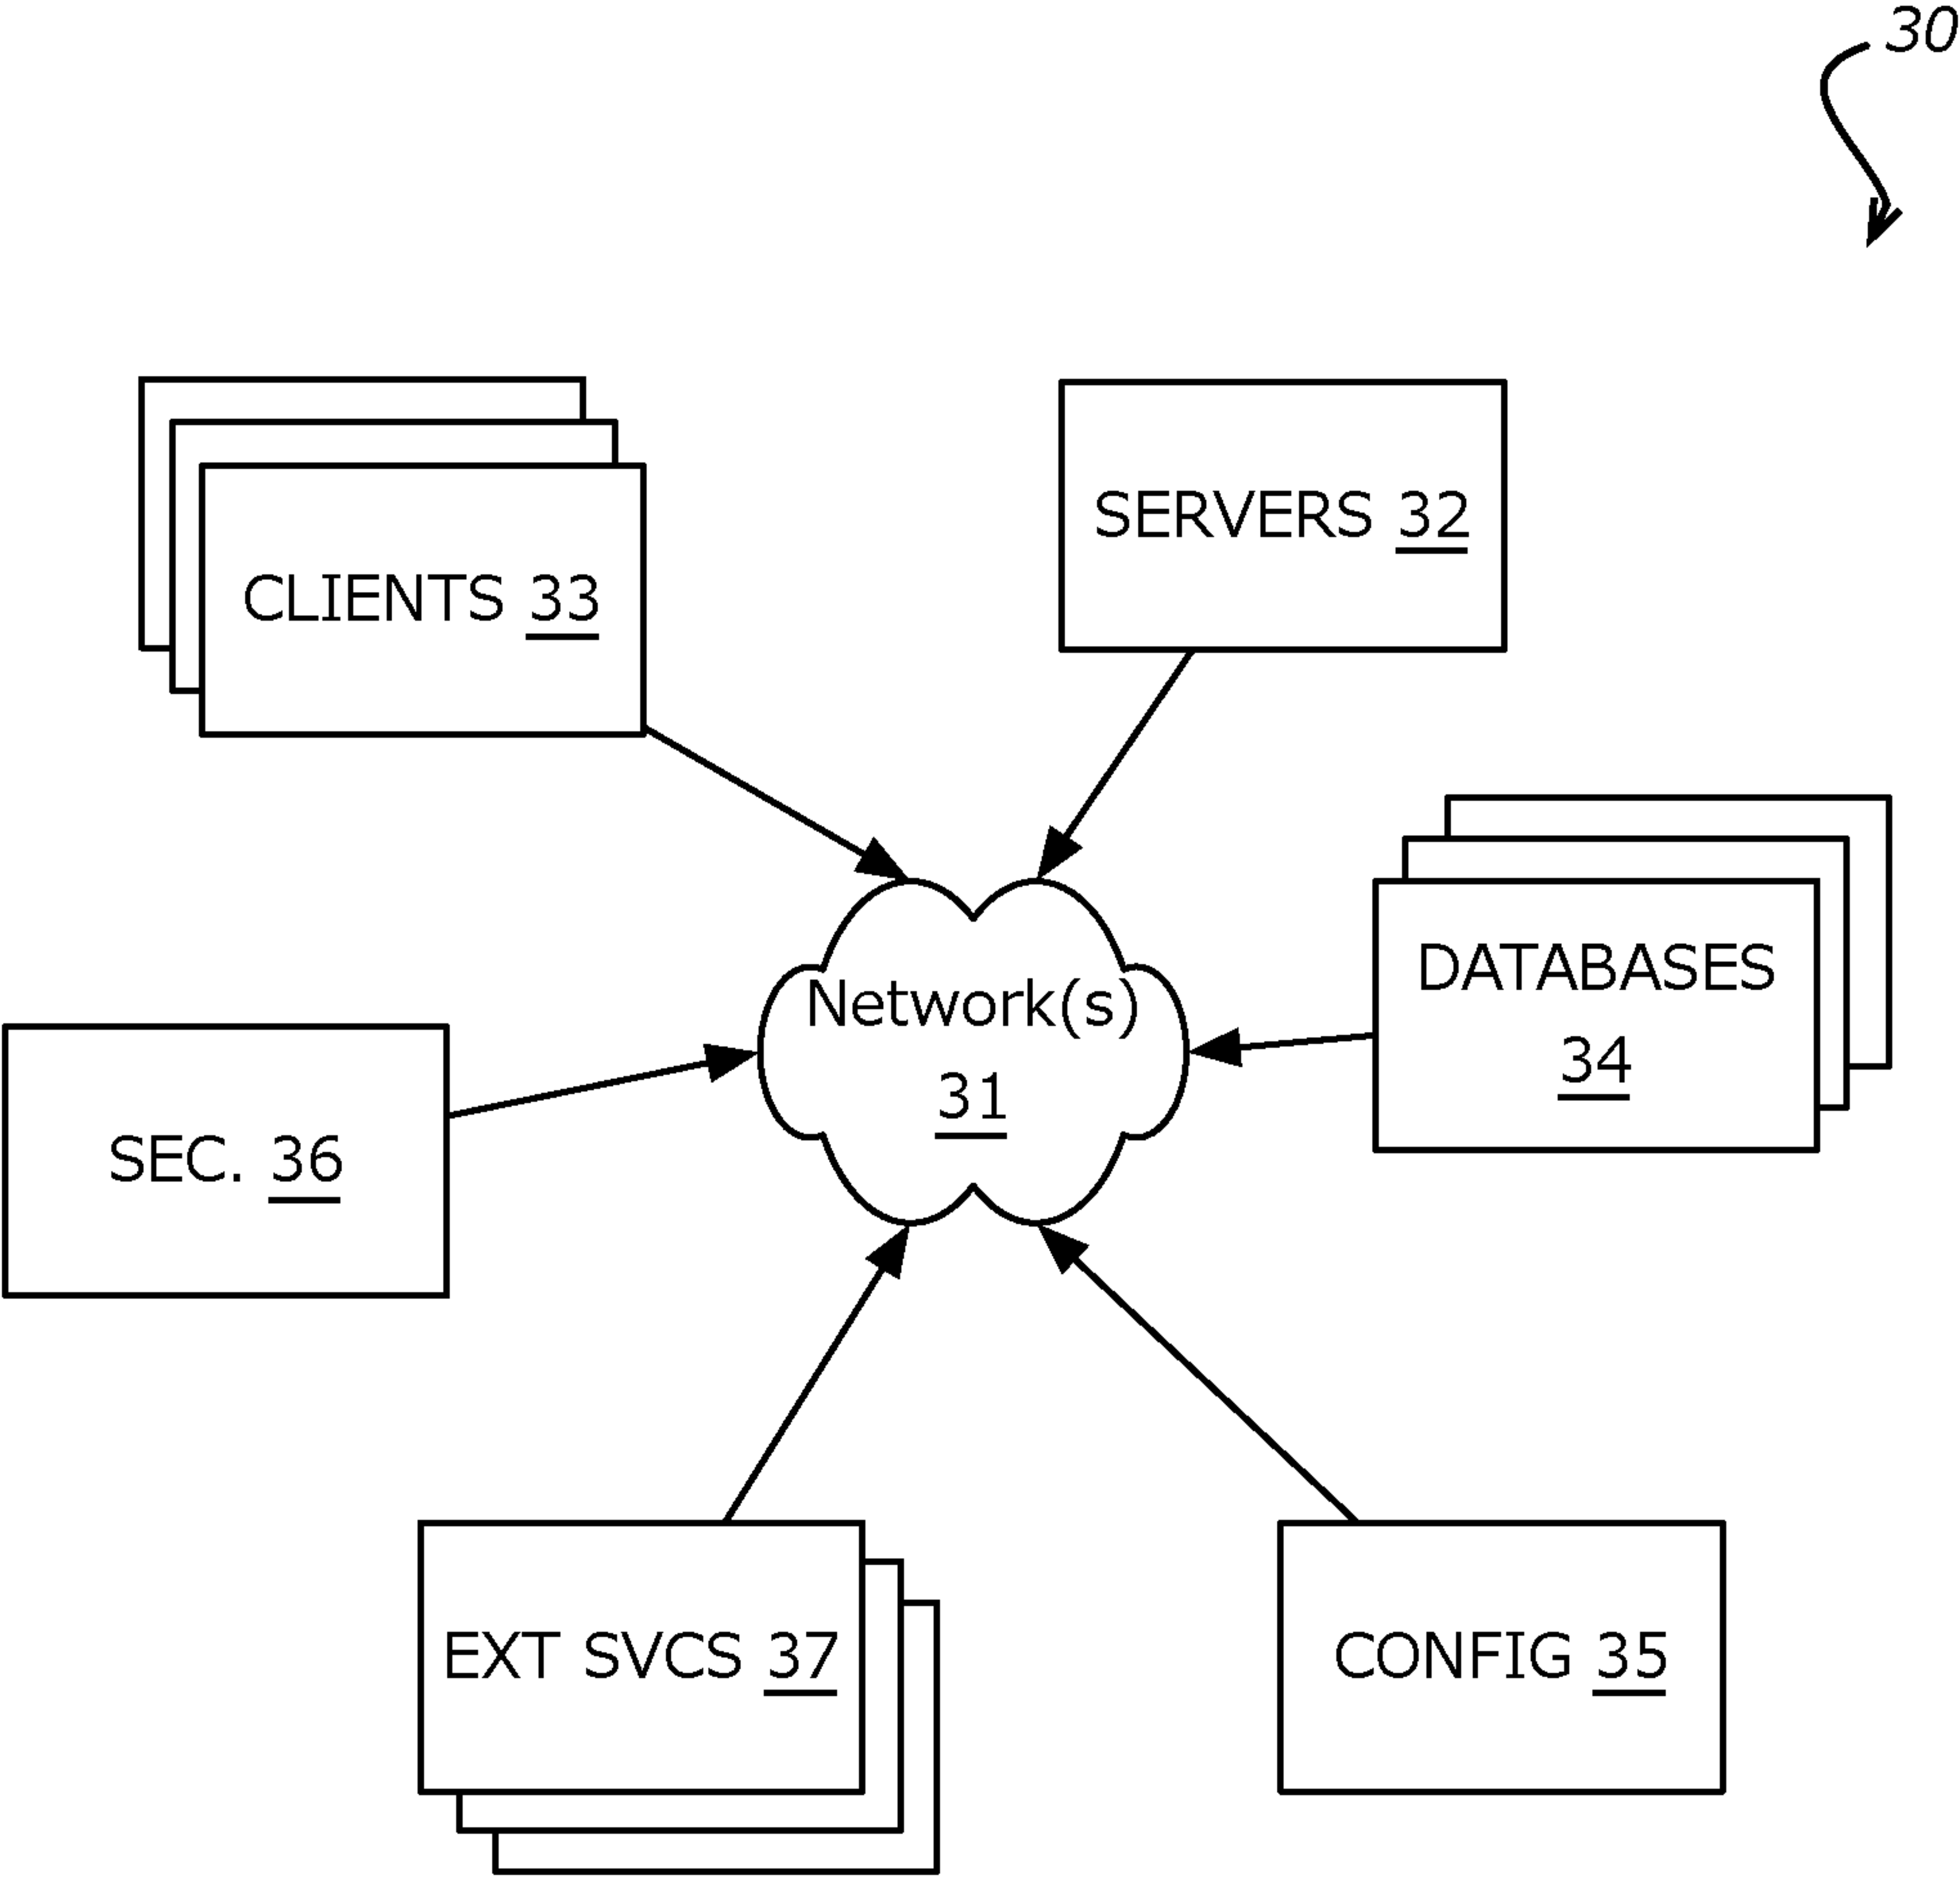 30
CLIENTS 33
SERVERS 32
DATABASES
34
Network(s)
31
SEC. 36
EXT SVCS 37
CONFIG 35